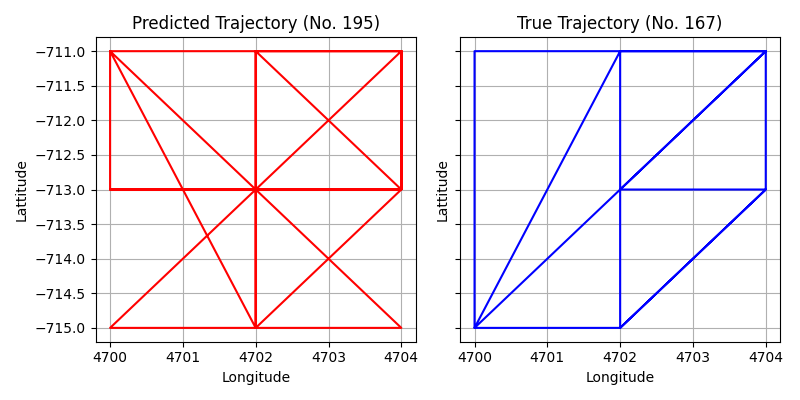 Predicted Trajectory (No. 195)
True Trajectory (No. 167)
Lattitude
−711.0
−711.5
−712.0
−712.5
−713.0
−713.5
−714.0
−714.5
−715.0
4700 4701 4702 4703 4704
Longitude
Lattitude
4700 4701 4702 4703 4704
Longitude